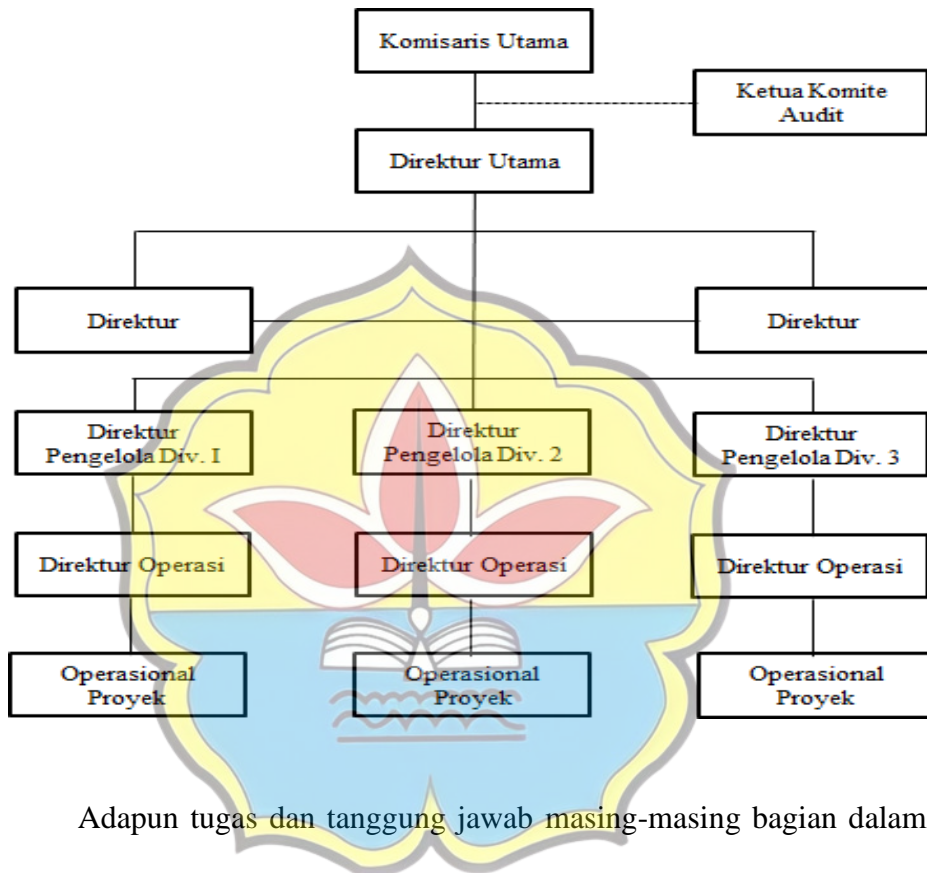 Komisaris Utama
Ketua Komite
Audit
Direktur Utama
Direktur
Direktur
Direktur
Pengelola Div. I
Direktur
Pengelola Div. 2
Direktur
Pengelola Div. 3
Direktur Operasi
Direktur Operasi
Direktur Operasi
Operasional
Proyek
Operasional
Proyek
Operasional
Proyek
Adapun tugas dan tanggung jawab masing-masing bagian dalam